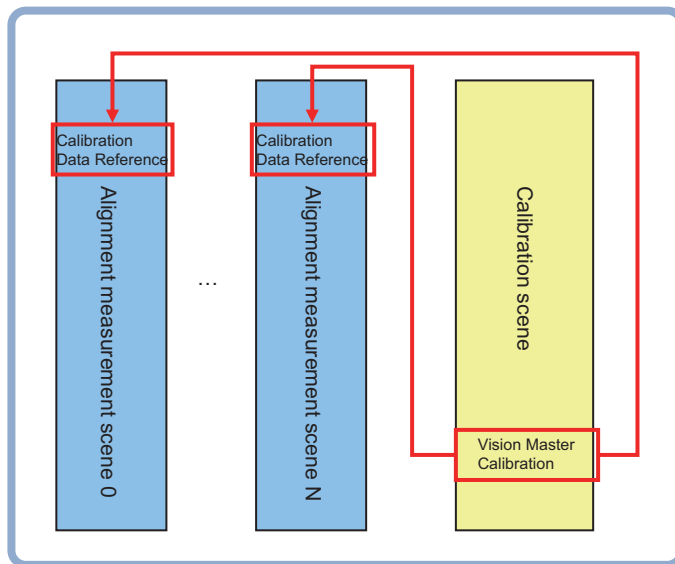 Calibration
Data Reference
Alignment measurement scene 0
…
Calibration
Data Reference
Alignment measurement scene N
Calibration scene
Vision Master
Calibration